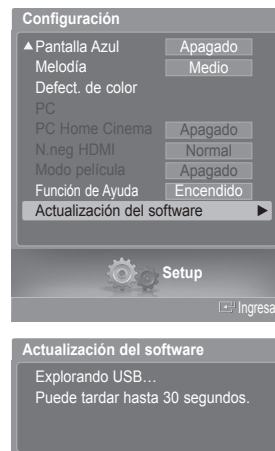 Configuración
Pantalla Azul Apagado
Melodía Medio
Defect. de color
PC
PC Home Cinema Apagado
N.neg HDMI Normal
Modo película Apagado
Función de Ayuda Encendido
Actualización del software
Setup
Ingresa
Actualización del software
Explorando USB...
Puede tardar hasta 30 segundos.